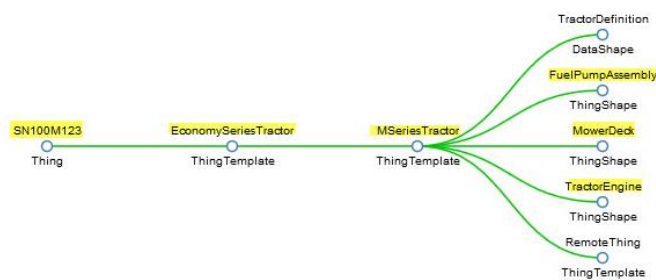 TractorDefinition
DataShape
FuelPumpAssembly
ThingShape
SN100M123
Thing
EconomySeriesTractor
ThingTemplate
MSeriesTractor
ThingTemplate
MowerDeck
ThingShape
TractorEngine
ThingShape
RemoteThing
ThingTemplate